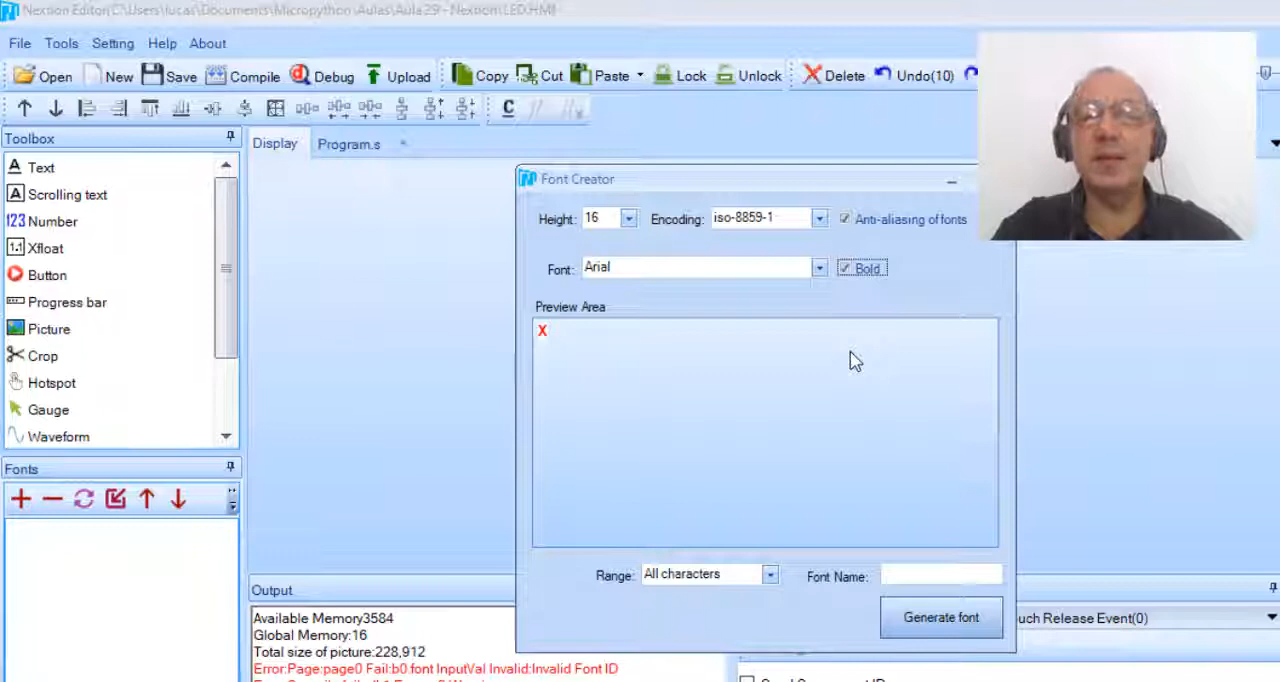 Nextion Editor(C:\Users\lucas\Documents\Micropython\Aulas\Aula 29 - Nextion\LED.HMI
File Tools Setting Help About
Open New Save Compile Debug Upload Copy Cut Paste Lock Unlock Delete Undo(10)
Toolbox
Display Program.s
Text
Scrolling text
123 Number
1.1 Xfloat
Button
Progress bar
Picture
Crop
Hotspot
Gauge
Waveform
Fonts
Font Creator
Height: 16 Encoding: iso-8859-1 Anti-aliasing of fonts
Font: Arial Bold
Preview Area
X
Range: All characters Font Name:
Generate font
Output
Available Memory3584
Global Memory:16
Total size of picture:228,912
Error:Page:page0 Fail:b0.font InputVal Invalid:Invalid Font ID
uch Release Event(0)